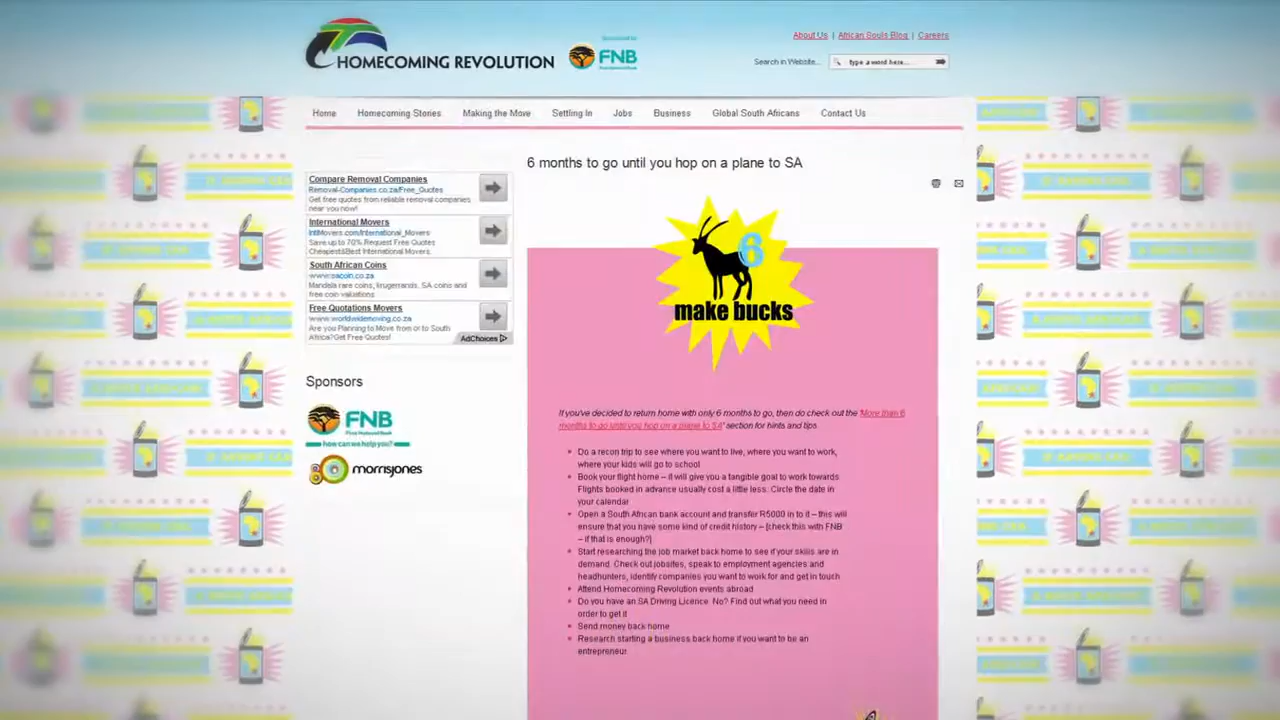 HOMECOMING REVOLUTION
Sponsored by
FNB
First National Bank
About Us | African Souls Blog | Careers
Search in Website...
type a word here...
Home
Homecoming Stories
Making the Move
Settling In
Jobs
Business
Global South Africans
Contact Us
Compare Removal Companies
Removal-Companies.co.za/Free_Quotes
Get free quotes from reliable removal companies
near you now!
International Movers
IntlMovers.com/International_Movers
Save up to 70% Request Free Quotes
Cheapest&Best International Movers.
South African Coins
www.sacoin.co.za
Mandela rare coins, krugerrands, SA coins and
free coin valuations
Free Quotations Movers
www.worldwidemoving.co.za
Are you Planning to Move from or to South
Africa?Get Free Quotes!
AdChoices
Sponsors
FNB
First National Bank
how can we help you?
morrisjones
6 months to go until you hop on a plane to SA
6
make bucks
If you've decided to return home with only 6 months to go, then do check out the 'More than 6
months to go until you hop on a plane to SA' section for hints and tips.
Do a recon trip to see where you want to live, where you want to work,
where your kids will go to school
Book your flight home – it will give you a tangible goal to work towards.
Flights booked in advance usually cost a little less. Circle the date in
your calendar
Open a South African bank account and transfer R5000 in to it – this will
ensure that you have some kind of credit history – [check this with FNB
– if that is enough?]
Start researching the job market back home to see if your skills are in
demand. Check out jobsites, speak to employment agencies and
headhunters, identify companies you want to work for and get in touch
Attend Homecoming Revolution events abroad
Do you have an SA Driving Licence. No? Find out what you need in
order to get it
Send money back home
Research starting a business back home if you want to be an
entrepreneur